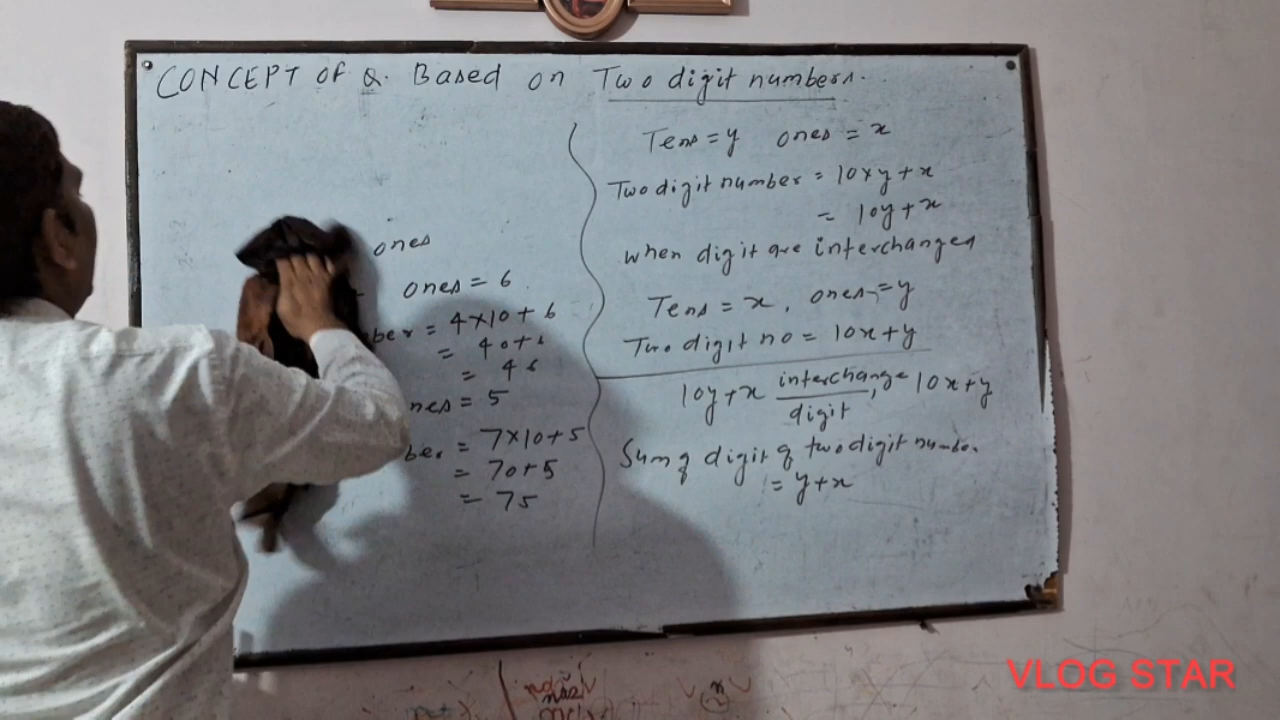 CONCEPT OF Q. Based on Two digit numbers.
ones
ones = 6
ber = 4×10+6
= 40+6
= 46
nes = 5
ber = 7×10+5
= 70+5
= 75
Tens = y ones = x
Two digit number = 10×y+x
= 10y+x
when digit are interchanged
Tens = x, ones = y
Two digit no = 10x+y
10y+x interchange 10x+y
digit
Sum of digit of two digit number
= y+x
VLOG STAR